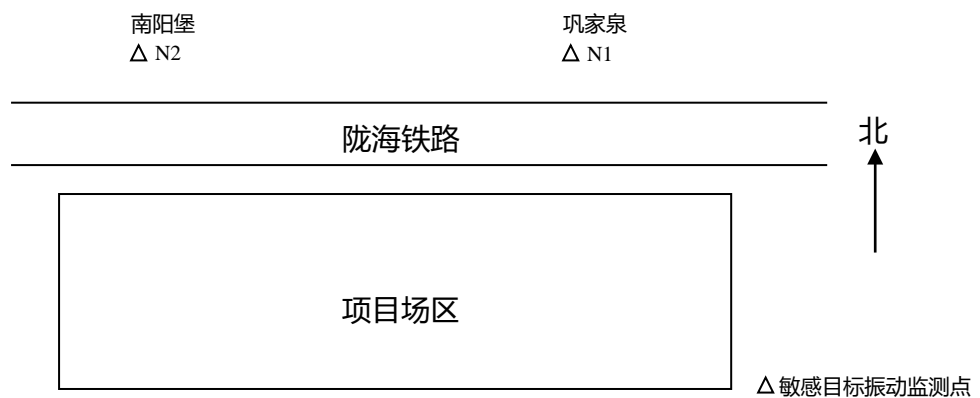 南阳堡
△ N2
巩家泉
△ N1
陇海铁路
北
项目场区
△敏感目标振动监测点